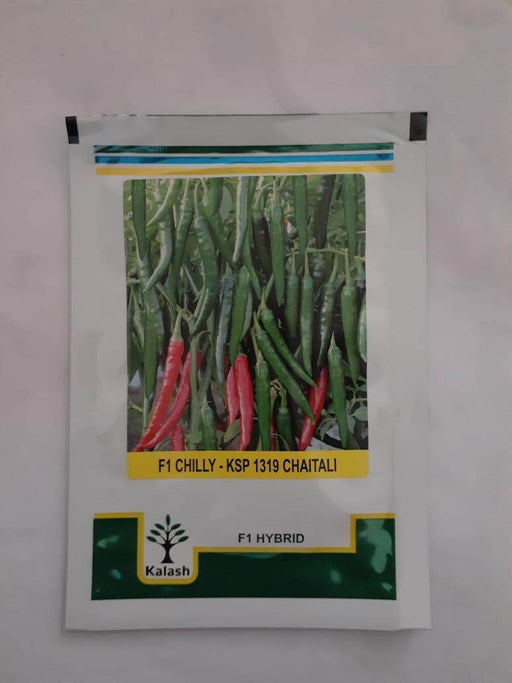 F1 CHILLY - KSP 1319 CHAITALI
F1 HYBRID
Kalash